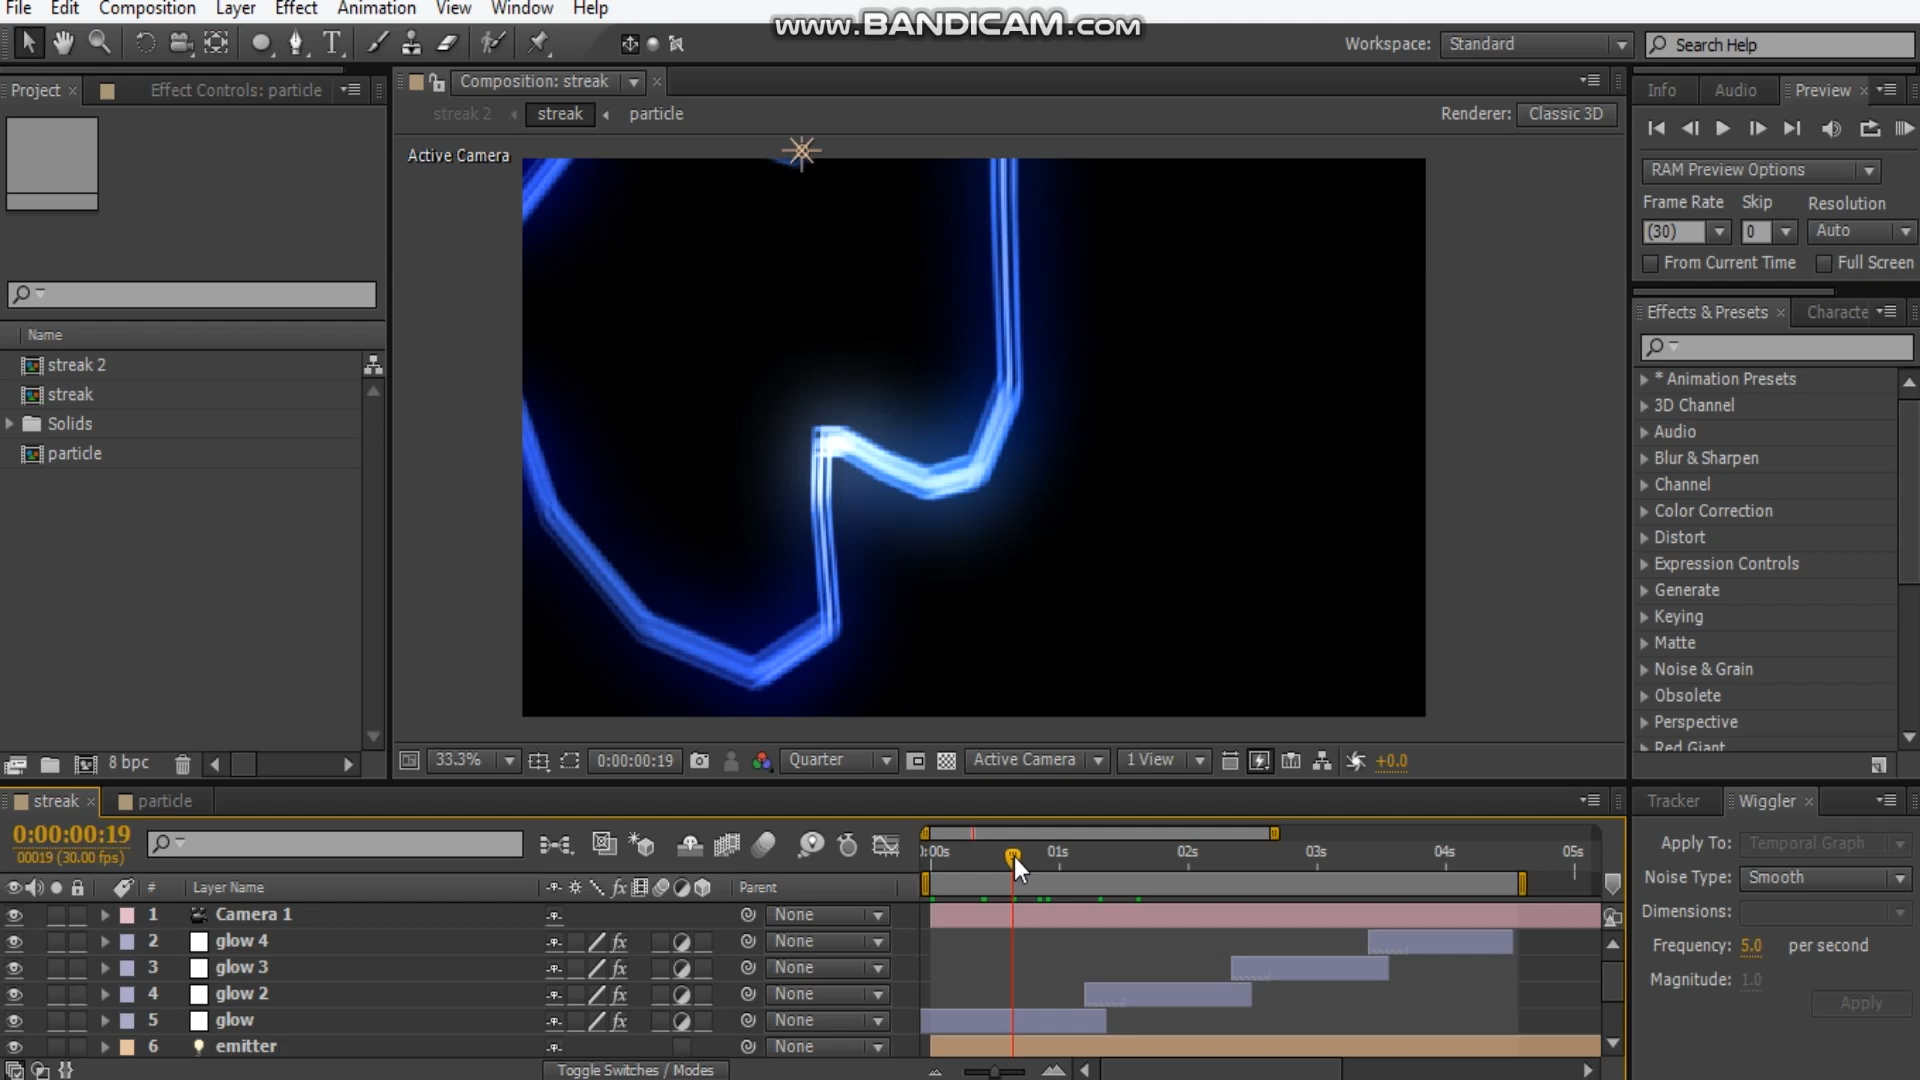 File Edit Composition Layer Effect Animation View Window Help
www.BANDICAM.com
Workspace: Standard
Search Help
Project × Effect Controls: particle
Composition: streak ×
Info Audio Preview ×
streak 2 streak particle
Renderer: Classic 3D
Active Camera
RAM Preview Options
Frame Rate Skip Resolution
(30) 0 Auto
From Current Time Full Screen
Effects & Presets × Characte
Name
streak 2
streak
Solids
particle
* Animation Presets
3D Channel
Audio
Blur & Sharpen
Channel
Color Correction
Distort
Expression Controls
Generate
Keying
Matte
Noise & Grain
Obsolete
Perspective
Red Giant
8 bpc
33.3% 0:00:00:19 Quarter Active Camera 1 View +0.0
streak × particle
Tracker Wiggler ×
0:00:00:19
00019 (30.00 fps)
):00s 01s 02s 03s 04s 05s
Apply To: Temporal Graph
Noise Type: Smooth
Dimensions:
Frequency: 5.0 per second
Magnitude: 1.0
Apply
# Layer Name fx Parent
1 Camera 1 None
2 glow 4 fx None
3 glow 3 fx None
4 glow 2 fx None
5 glow fx None
6 emitter None
Toggle Switches / Modes